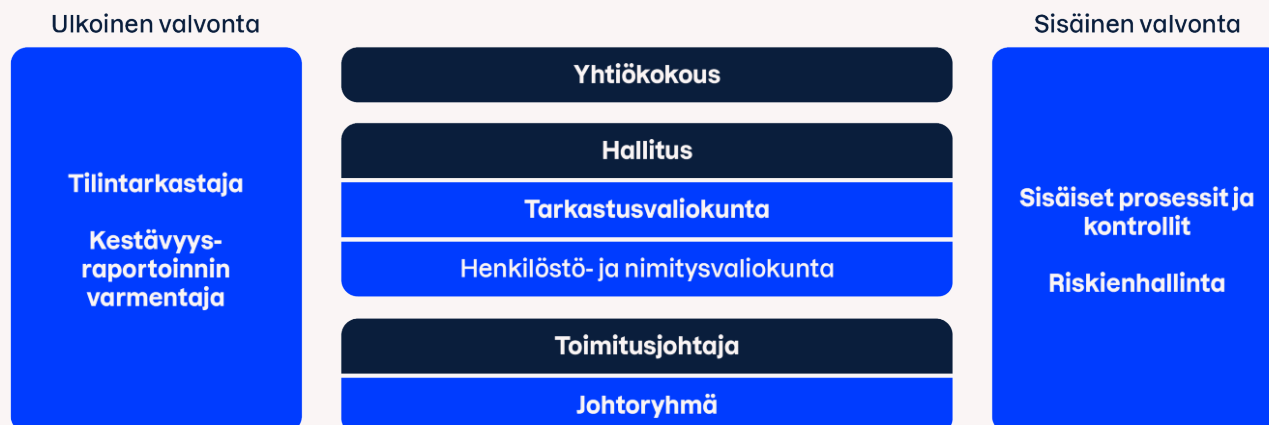 Ulkoinen valvonta
Tilintarkastaja
Kestävyys-
raportoinnin
varmentaja
Yhtiökokous
Hallitus
Tarkastusvaliokunta
Henkilöstö- ja nimitysvaliokunta
Toimitusjohtaja
Johtoryhmä
Sisäinen valvonta
Sisäiset prosessit ja
kontrollit
Riskienhallinta